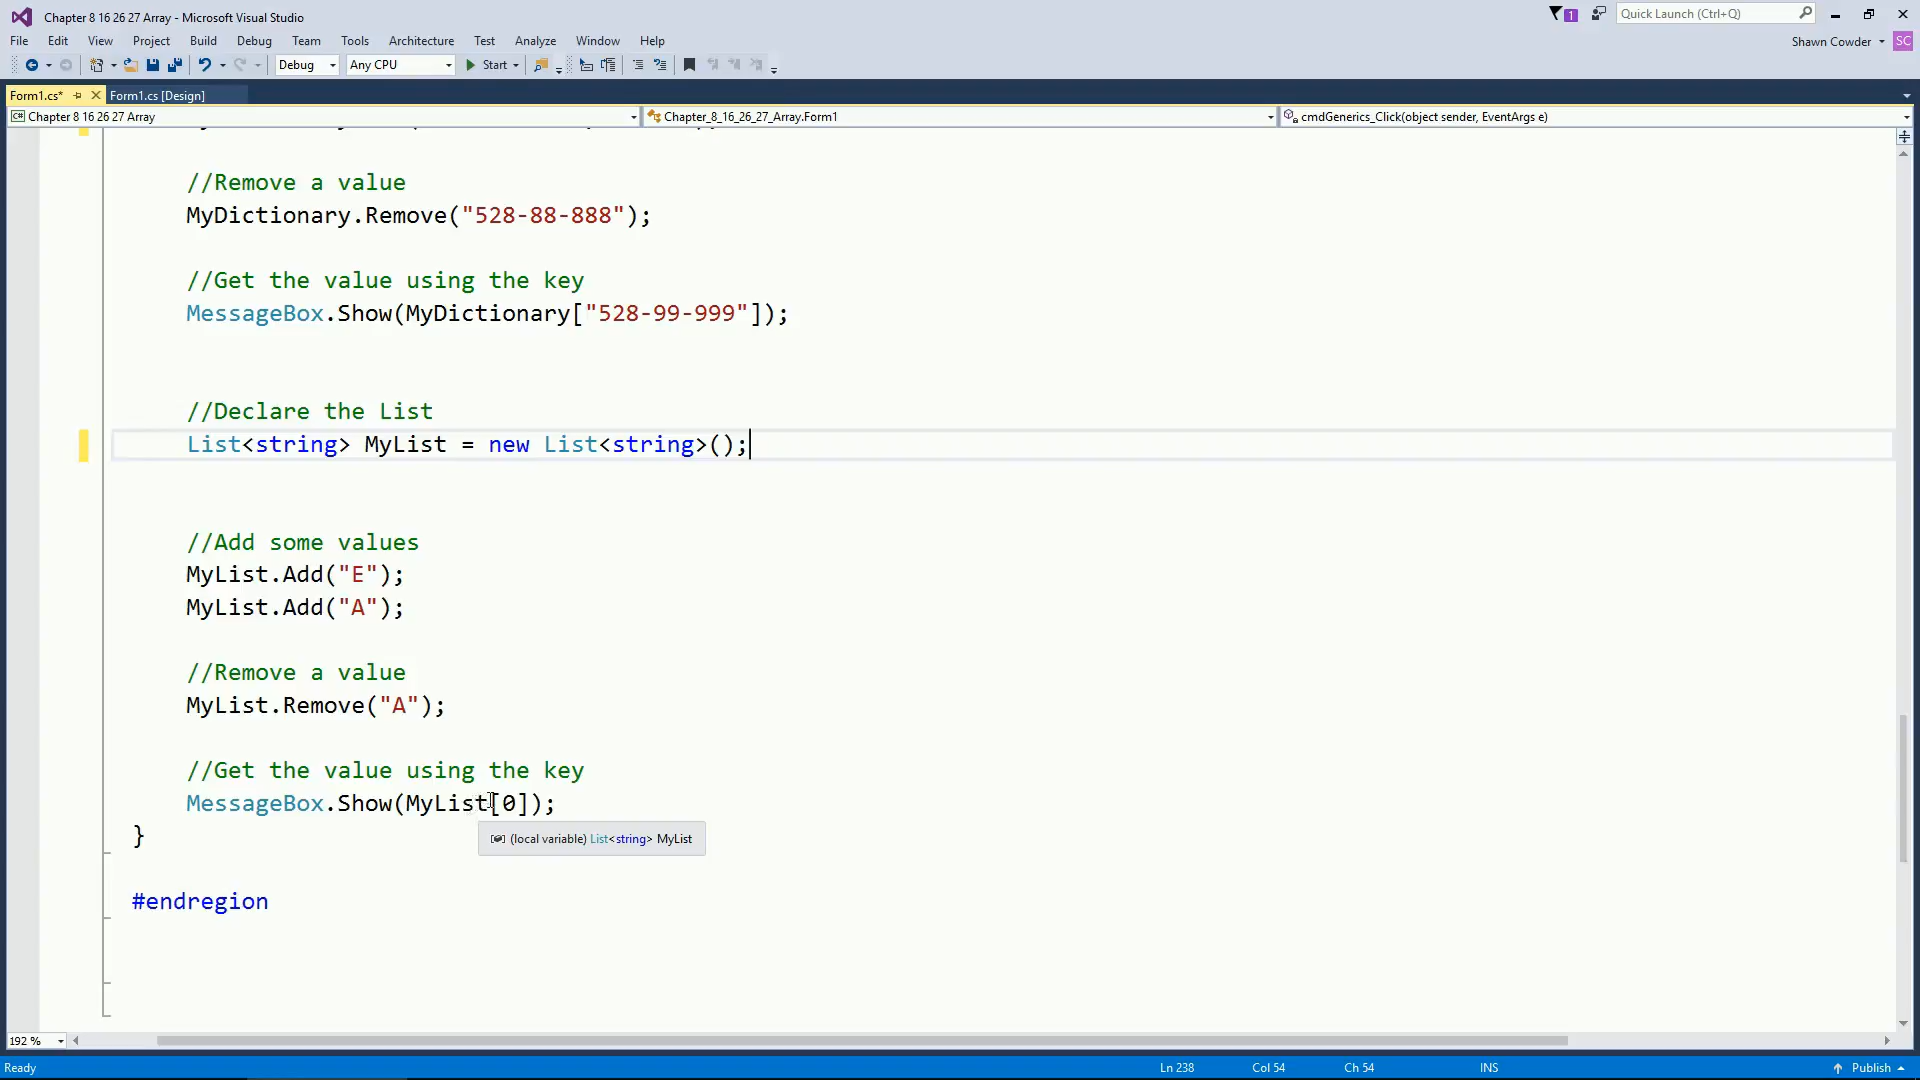 Chapter 8 16 26 27 Array - Microsoft Visual Studio
1
Quick Launch (Ctrl+Q)
File Edit View Project Build Debug Team Tools Architecture Test Analyze Window Help
Shawn Cowder SC
Debug Any CPU Start
Form1.cs* Form1.cs [Design]
C# Chapter 8 16 26 27 Array Chapter_8_16_26_27_Array.Form1 cmdGenerics_Click(object sender, EventArgs e)
//Remove a value
MyDictionary.Remove("528-88-888");
//Get the value using the key
MessageBox.Show(MyDictionary["528-99-999"]);
//Declare the List
List<string> MyList = new List<string>();
//Add some values
MyList.Add("E");
MyList.Add("A");
//Remove a value
MyList.Remove("A");
//Get the value using the key
MessageBox.Show(MyList[0]);
}
(local variable) List<string> MyList
#endregion
192 %
Ready Ln 238 Col 54 Ch 54 INS Publish